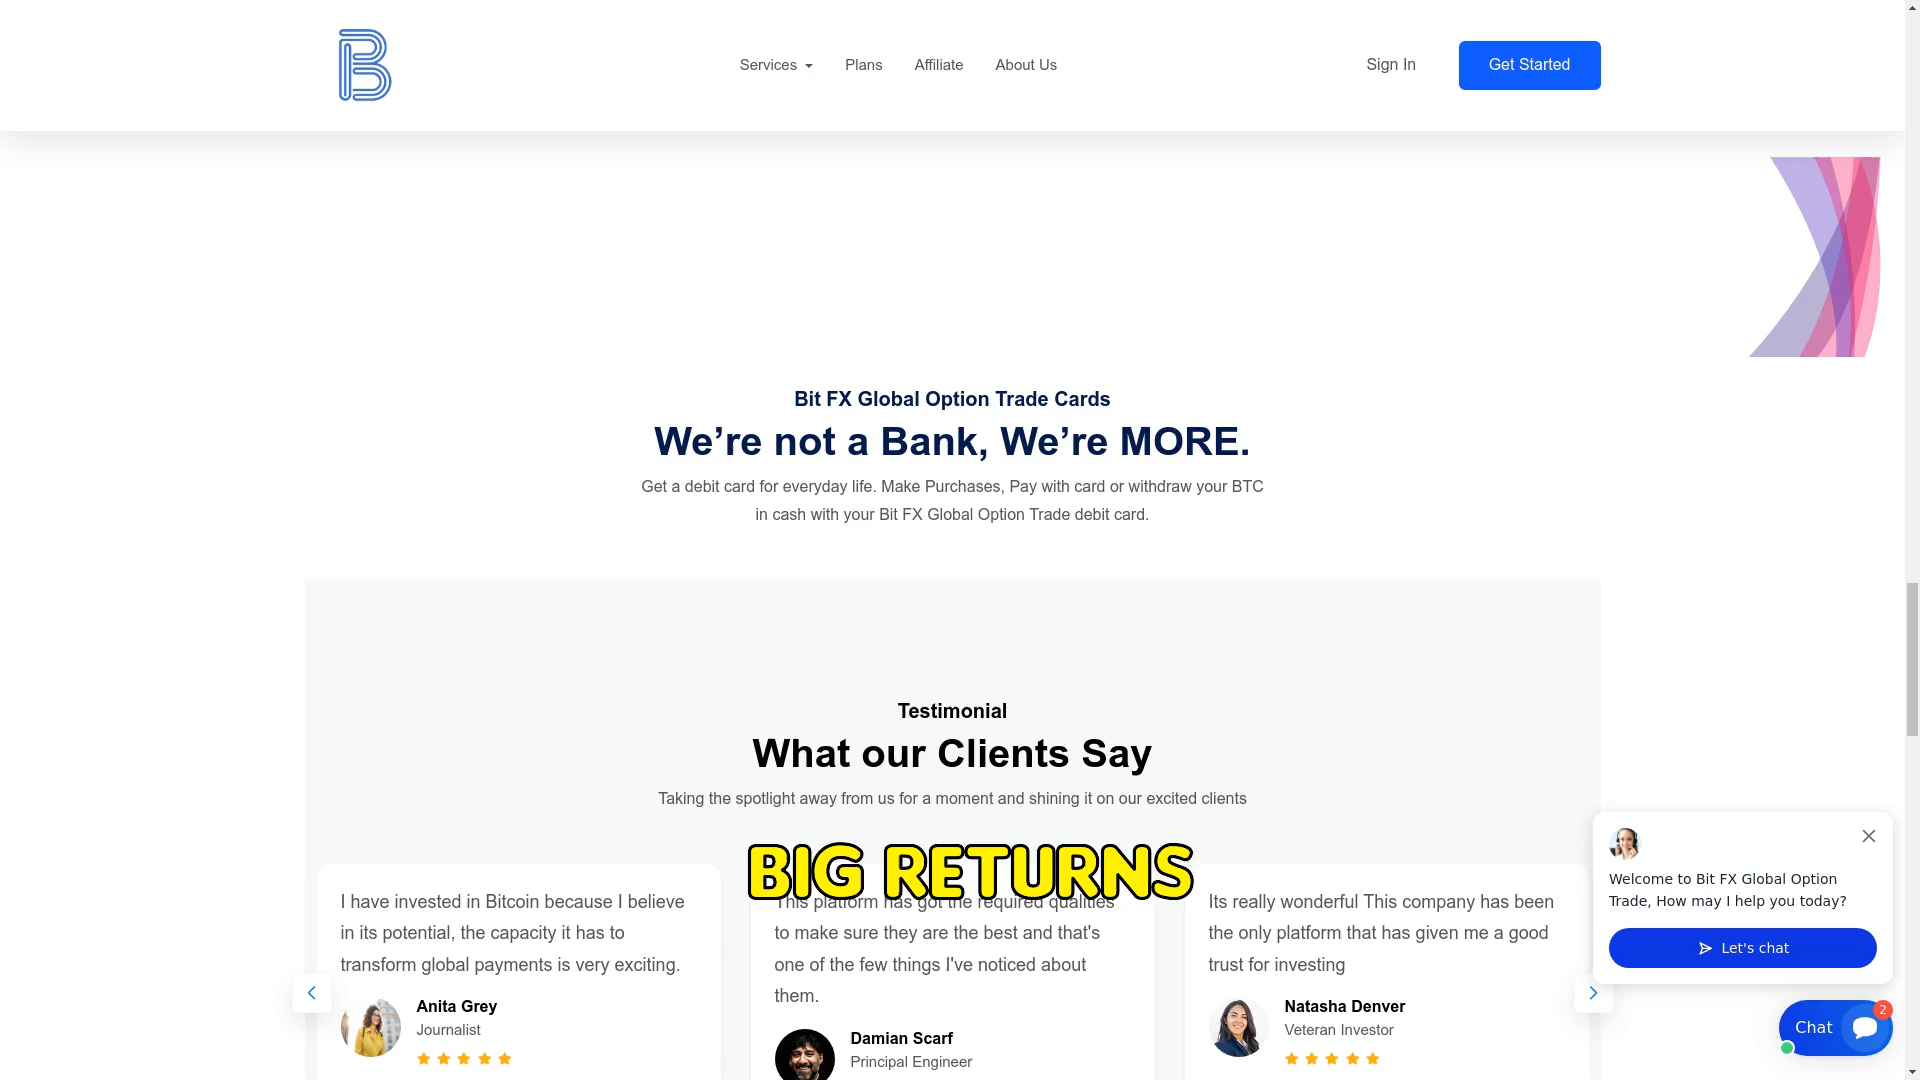 Services
Plans
Affiliate
About Us
Sign In
Get Started
Bit FX Global Option Trade Cards
We’re not a Bank, We’re MORE.
Get a debit card for everyday life. Make Purchases, Pay with card or withdraw your BTC
in cash with your Bit FX Global Option Trade debit card.
Testimonial
What our Clients Say
Taking the spotlight away from us for a moment and shining it on our excited clients
BIG RETURNS
I have invested in Bitcoin because I believe
in its potential, the capacity it has to
transform global payments is very exciting.
Anita Grey
Journalist
This platform has got the required qualities
to make sure they are the best and that's
one of the few things I've noticed about
them.
Damian Scarf
Principal Engineer
Its really wonderful This company has been
the only platform that has given me a good
trust for investing
Natasha Denver
Veteran Investor
Welcome to Bit FX Global Option
Trade, How may I help you today?
Let's chat
Chat
2